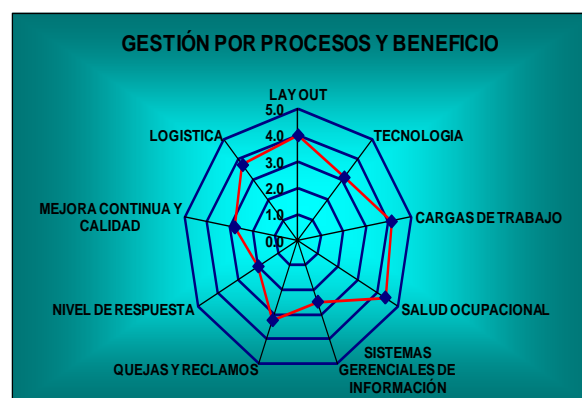 GESTIÓN POR PROCESOS Y BENEFICIO
LAY OUT
TECNOLOGIA
CARGAS DE TRABAJO
SALUD OCUPACIONAL
SISTEMAS
GERENCIALES DE
INFORMACIÓN
QUEJAS Y RECLAMOS
NIVEL DE RESPUESTA
MEJORA CONTINUA Y
CALIDAD
LOGISTICA
5.0
4.0
3.0
2.0
1.0
0.0